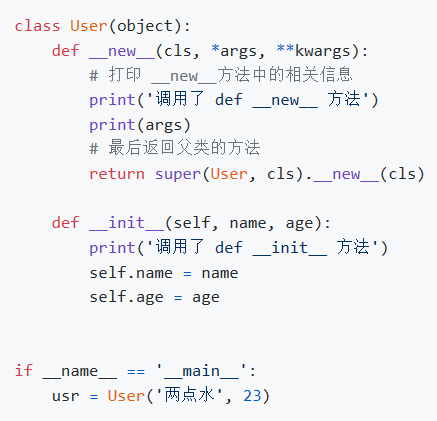 class User(object):
    def __new__(cls, *args, **kwargs):
        # 打印 __new__方法中的相关信息
        print('调用了 def __new__ 方法')
        print(args)
        # 最后返回父类的方法
        return super(User, cls).__new__(cls)

    def __init__(self, name, age):
        print('调用了 def __init__ 方法')
        self.name = name
        self.age = age


if __name__ == '__main__':
    usr = User('两点水', 23)